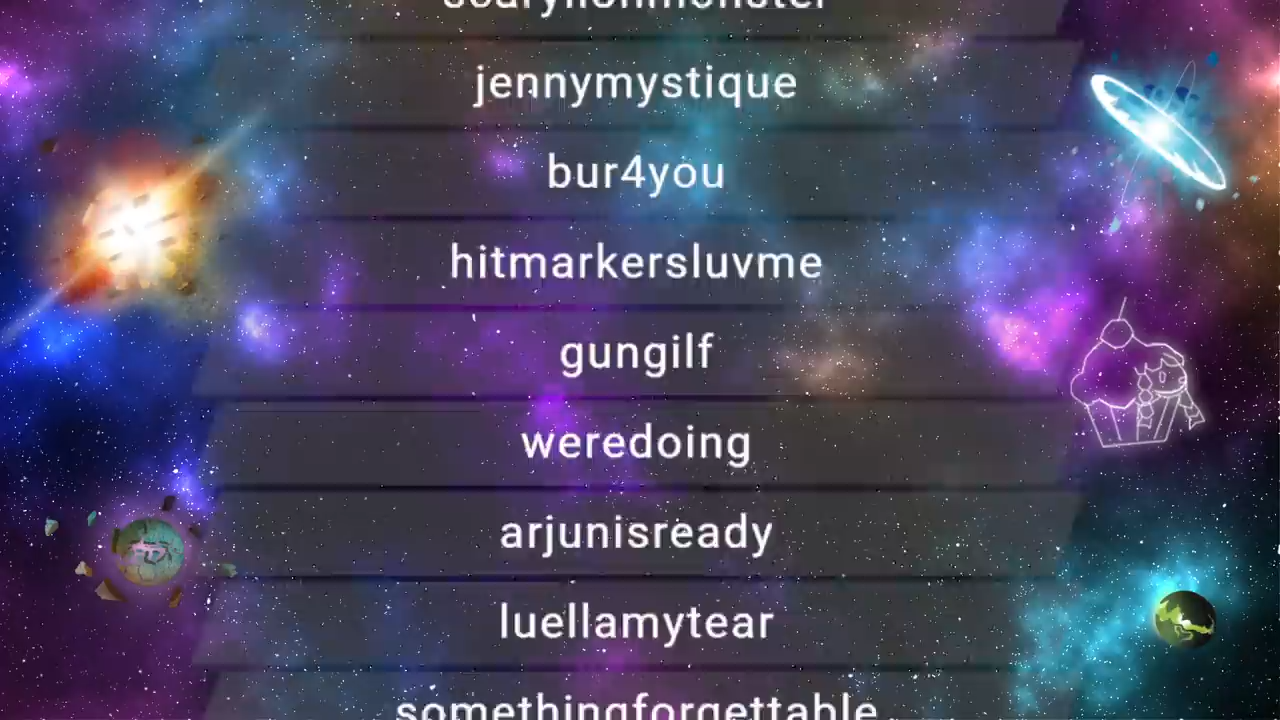 jennymystique
bur4you
hitmarkersluvme
gungilf
weredoing
arjunisready
luellamytear
somethingforgettable